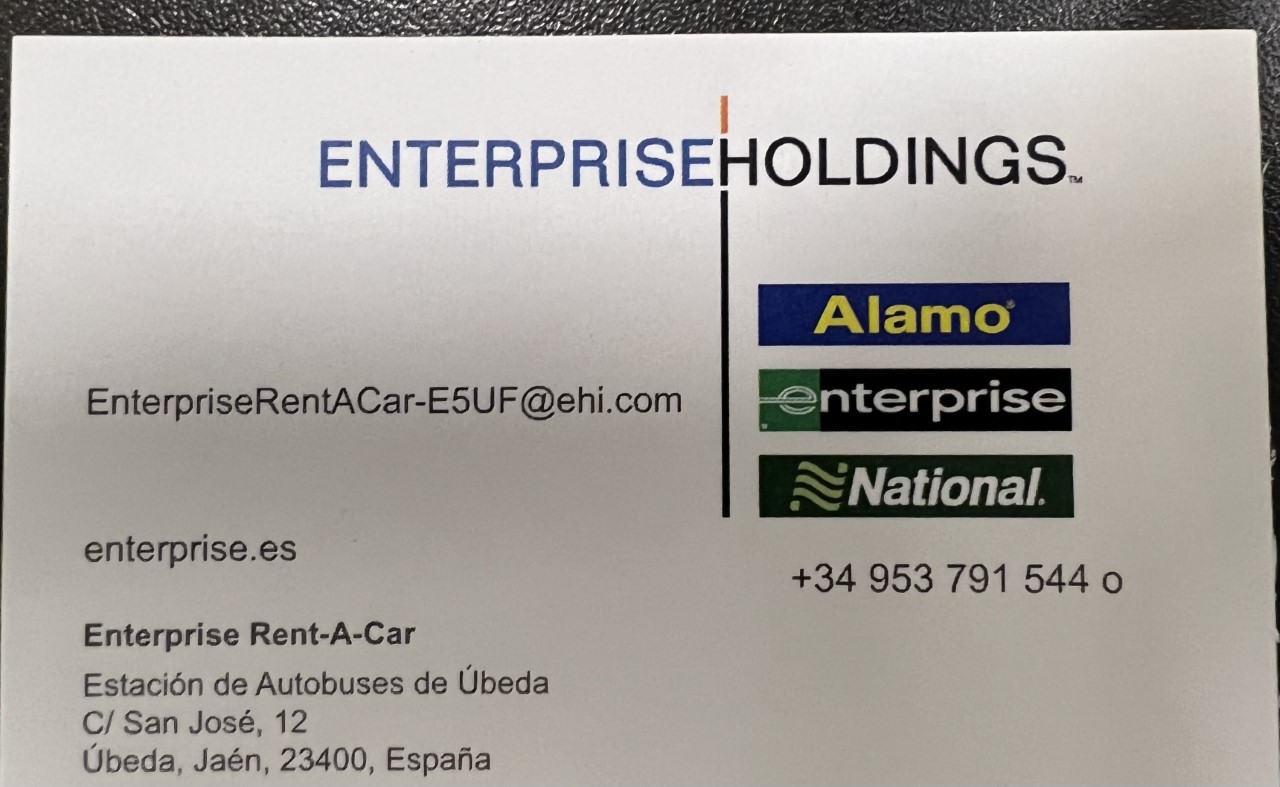 ENTERPRISEHOLDINGS™
Alamo®
enterprise
National.
EnterpriseRentACar-E5UF@ehi.com
enterprise.es
+34 953 791 544 o
Enterprise Rent-A-Car
Estación de Autobuses de Úbeda
C/ San José, 12
Úbeda, Jaén, 23400, España